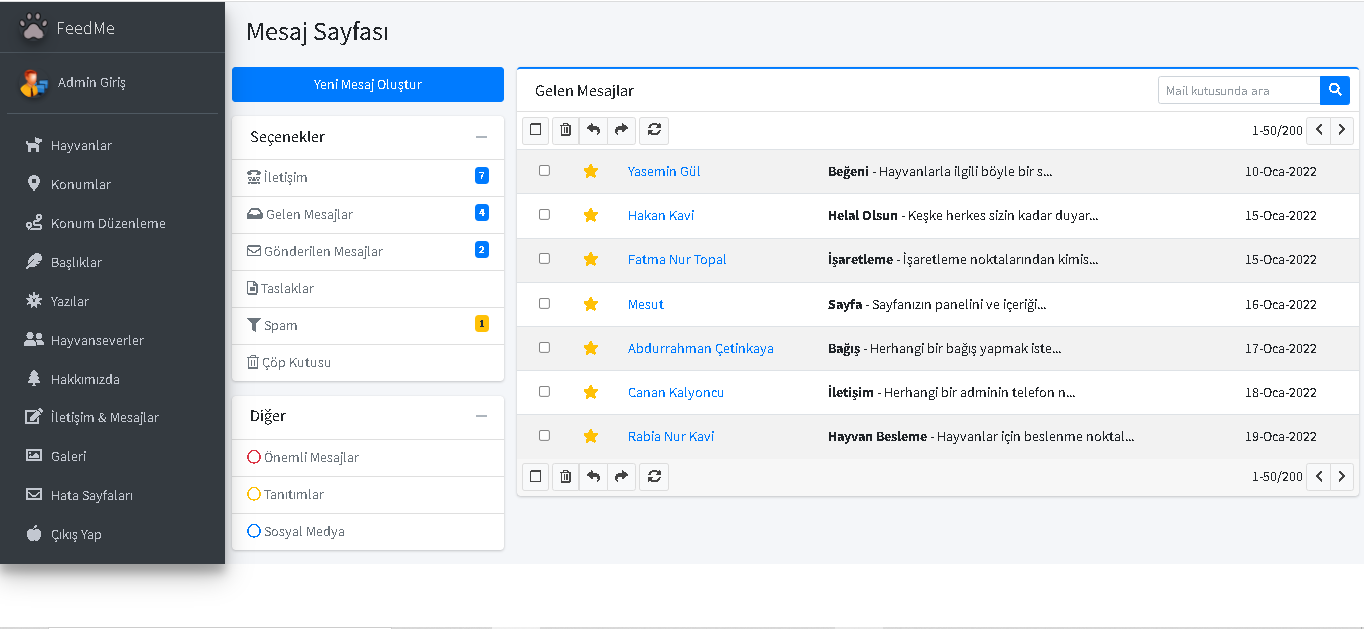 FeedMe
Admin Giriş
Hayvanlar
Konumlar
Konum Düzenleme
Başlıklar
Yazılar
Hayvanseverler
Hakkımızda
İletişim & Mesajlar
Galeri
Hata Sayfaları
Çıkış Yap
Mesaj Sayfası
Yeni Mesaj Oluştur
Seçenekler
İletişim 7
Gelen Mesajlar 4
Gönderilen Mesajlar 2
Taslaklar
Spam 1
Çöp Kutusu
Diğer
Önemli Mesajlar
Tanıtımlar
Sosyal Medya
Gelen Mesajlar Mail kutusunda ara
1-50/200
Yasemin Gül Beğeni - Hayvanlarla ilgili böyle bir s... 10-Oca-2022
Hakan Kavi Helal Olsun - Keşke herkes sizin kadar duyar... 15-Oca-2022
Fatma Nur Topal İşaretleme - İşaretleme noktalarından kimis... 15-Oca-2022
Mesut Sayfa - Sayfanızın panelini ve içeriği... 16-Oca-2022
Abdurrahman Çetinkaya Bağış - Herhangi bir bağış yapmak iste... 17-Oca-2022
Canan Kalyoncu İletişim - Herhangi bir adminin telefon n... 18-Oca-2022
Rabia Nur Kavi Hayvan Besleme - Hayvanlar için beslenme noktal... 19-Oca-2022
1-50/200